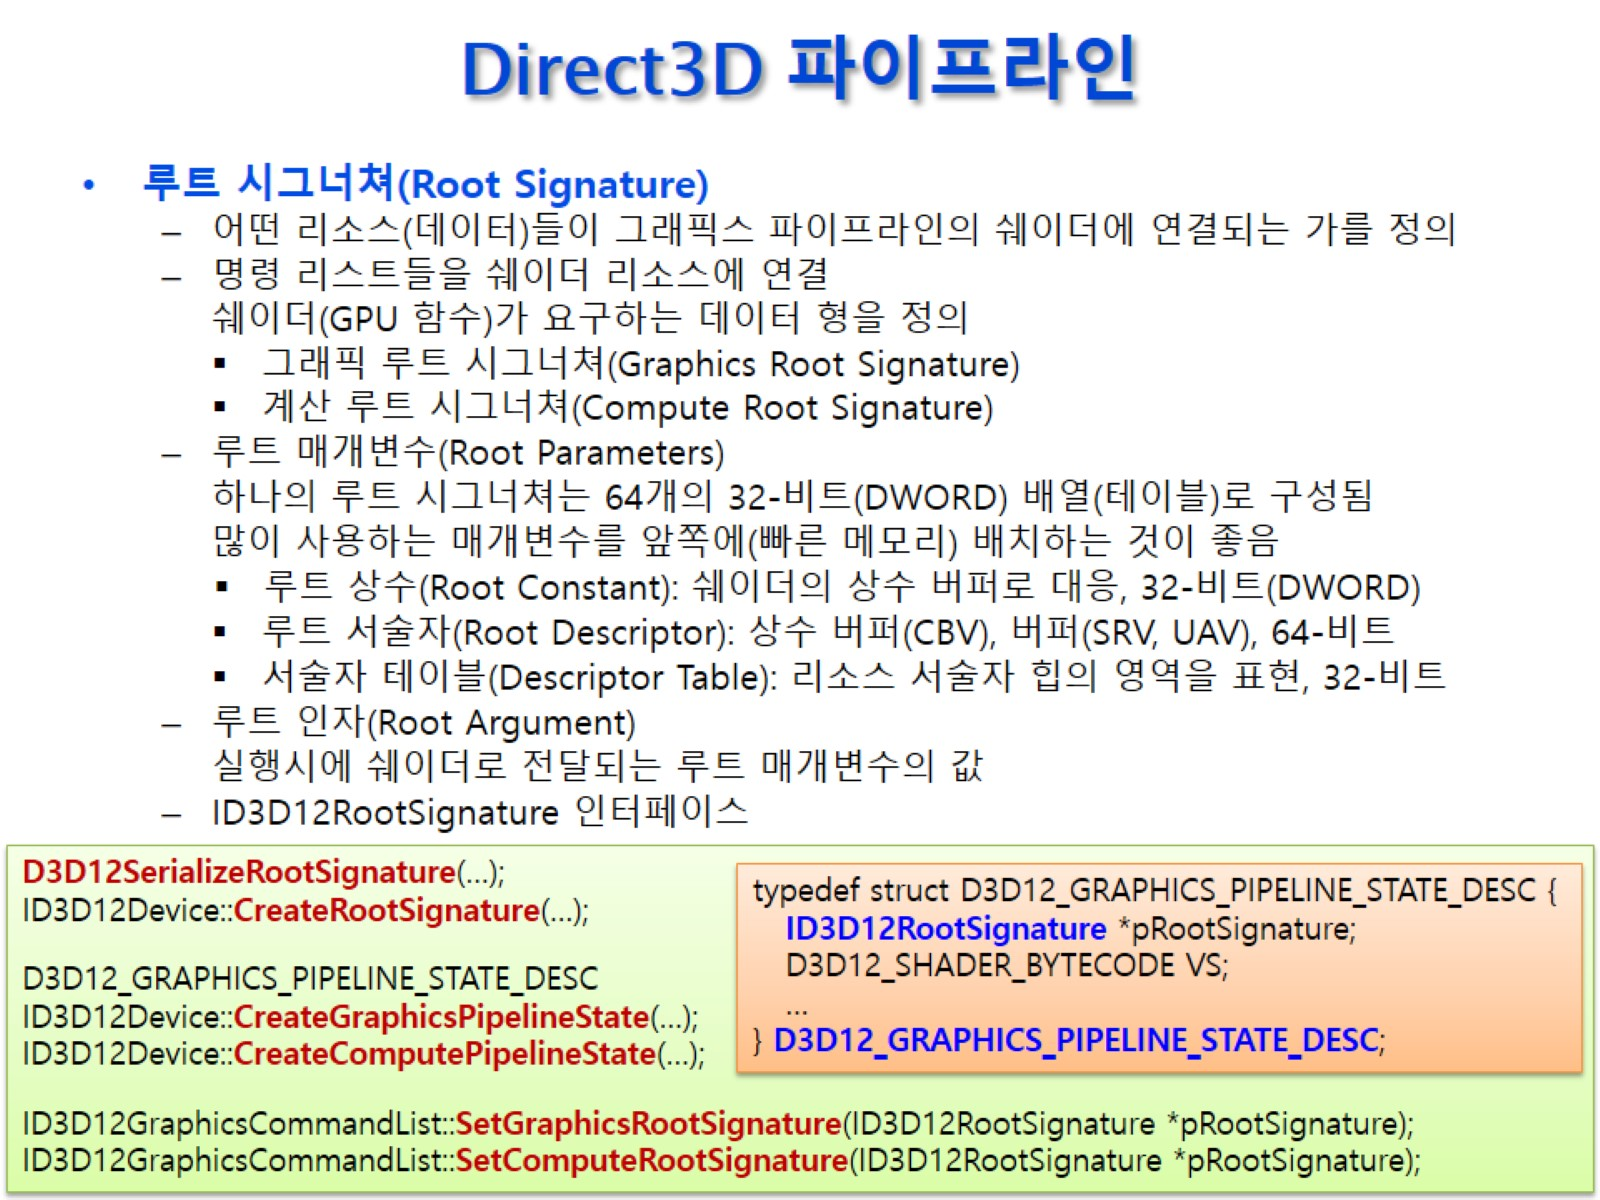 Direct3D 파이프라인
• 루트 시그너쳐(Root Signature)
– 어떤 리소스(데이터)들이 그래픽스 파이프라인의 쉐이더에 연결되는 가를 정의
– 명령 리스트들을 쉐이더 리소스에 연결
쉐이더(GPU 함수)가 요구하는 데이터 형을 정의
▪ 그래픽 루트 시그너쳐(Graphics Root Signature)
▪ 계산 루트 시그너쳐(Compute Root Signature)
– 루트 매개변수(Root Parameters)
하나의 루트 시그너쳐는 64개의 32-비트(DWORD) 배열(테이블)로 구성됨
많이 사용하는 매개변수를 앞쪽에(빠른 메모리) 배치하는 것이 좋음
▪ 루트 상수(Root Constant): 쉐이더의 상수 버퍼로 대응, 32-비트(DWORD)
▪ 루트 서술자(Root Descriptor): 상수 버퍼(CBV), 버퍼(SRV, UAV), 64-비트
▪ 서술자 테이블(Descriptor Table): 리소스 서술자 힙의 영역을 표현, 32-비트
– 루트 인자(Root Argument)
실행시에 쉐이더로 전달되는 루트 매개변수의 값
– ID3D12RootSignature 인터페이스
D3D12SerializeRootSignature(...);
ID3D12Device::CreateRootSignature(...);
D3D12_GRAPHICS_PIPELINE_STATE_DESC
ID3D12Device::CreateGraphicsPipelineState(...);
ID3D12Device::CreateComputePipelineState(...);
typedef struct D3D12_GRAPHICS_PIPELINE_STATE_DESC {
ID3D12RootSignature *pRootSignature;
D3D12_SHADER_BYTECODE VS;
...
} D3D12_GRAPHICS_PIPELINE_STATE_DESC;
ID3D12GraphicsCommandList::SetGraphicsRootSignature(ID3D12RootSignature *pRootSignature);
ID3D12GraphicsCommandList::SetComputeRootSignature(ID3D12RootSignature *pRootSignature);